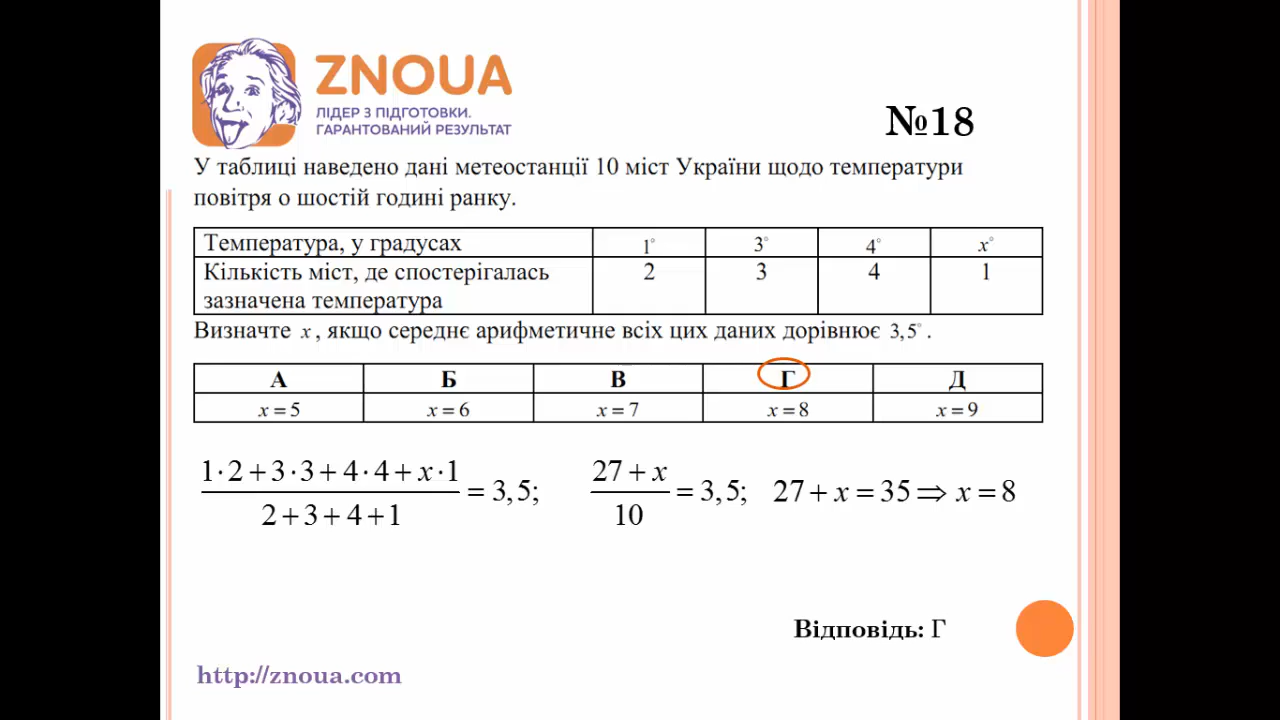 ZNOUA
ЛІДЕР З ПІДГОТОВКИ.
ГАРАНТОВАНИЙ РЕЗУЛЬТАТ
№18
У таблиці наведено дані метеостанції 10 міст України щодо температури
повітря о шостій годині ранку.
Температура, у градусах 1° 3° 4° x°
Кількість міст, де спостерігалась 2 3 4 1
зазначена температура
Визначте x, якщо середнє арифметичне всіх цих даних дорівнює 3,5°.
А Б В Г Д
x = 5 x = 6 x = 7 x = 8 x = 9
1·2+3·3+4·4+x·1 / 2+3+4+1 = 3,5; 27+x / 10 = 3,5; 27+x=35⇒x=8
Відповідь: Г
http://znoua.com